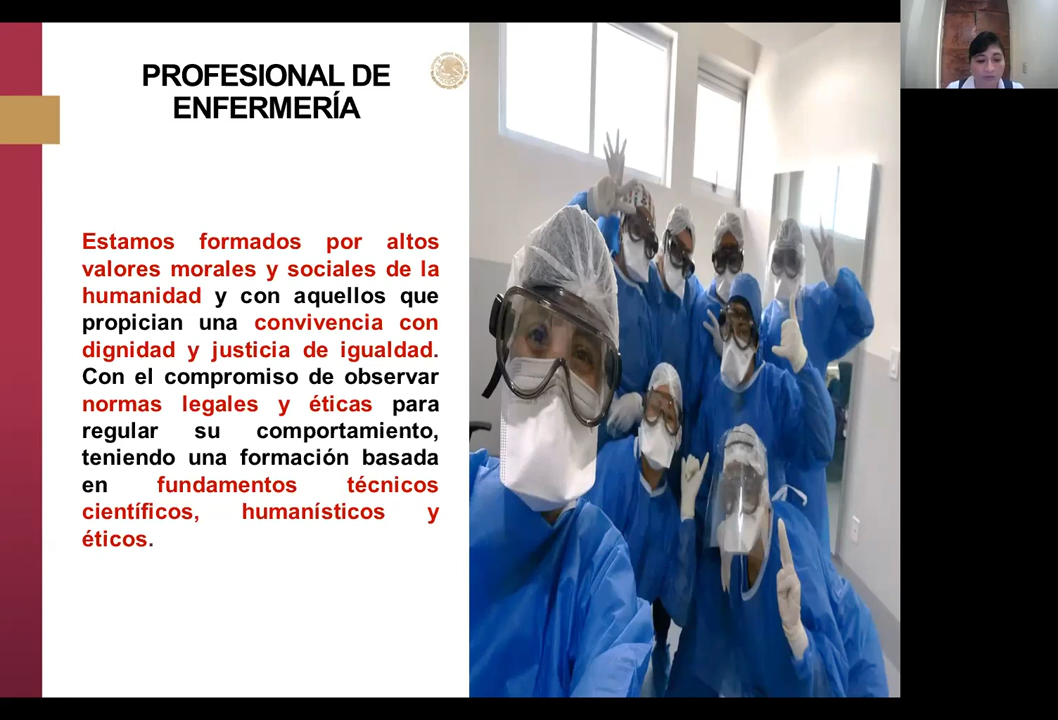 PROFESIONAL DE
ENFERMERÍA
Estamos formados por altos
valores morales y sociales de la
humanidad y con aquellos que
propician una convivencia con
dignidad y justicia de igualdad.
Con el compromiso de observar
normas legales y éticas para
regular su comportamiento,
teniendo una formación basada
en fundamentos técnicos
científicos, humanísticos y
éticos.